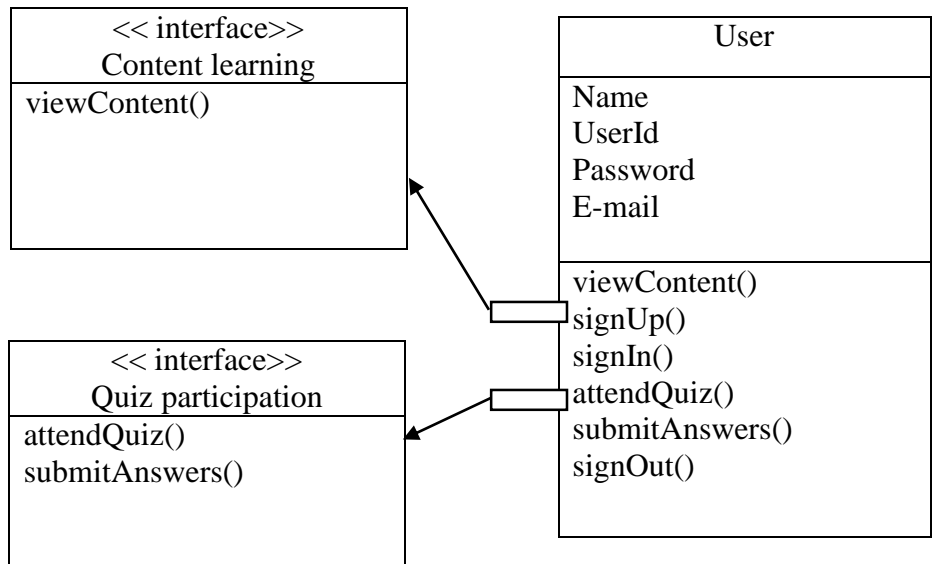 << interface>>
Content learning
viewContent()
User
Name
UserId
Password
E-mail
viewContent()
signUp()
signIn()
attendQuiz()
submitAnswers()
signOut()
<< interface>>
Quiz participation
attendQuiz()
submitAnswers()